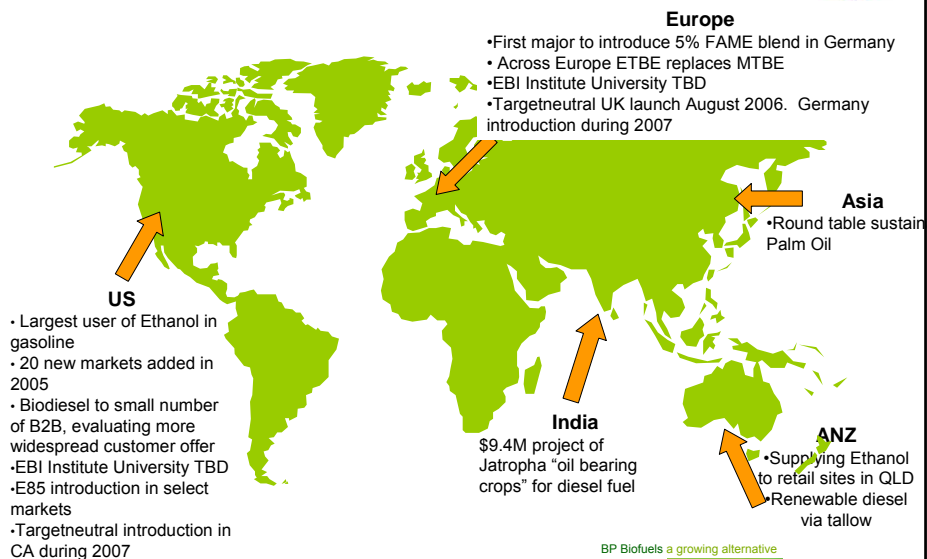 Europe
•First major to introduce 5% FAME blend in Germany
• Across Europe ETBE replaces MTBE
•EBI Institute University TBD
•Targetneutral UK launch August 2006.  Germany
introduction during 2007
Asia
•Round table sustain
Palm Oil
US
• Largest user of Ethanol in
gasoline
• 20 new markets added in
2005
• Biodiesel to small number
of B2B, evaluating more
widespread customer offer
•EBI Institute University TBD
•E85 introduction in select
markets
•Targetneutral introduction in
CA during 2007
India
$9.4M project of
Jatropha “oil bearing
crops” for diesel fuel
ANZ
•Supplying Ethanol
to retail sites in QLD
•Renewable diesel
via tallow
BP Biofuels a growing alternative